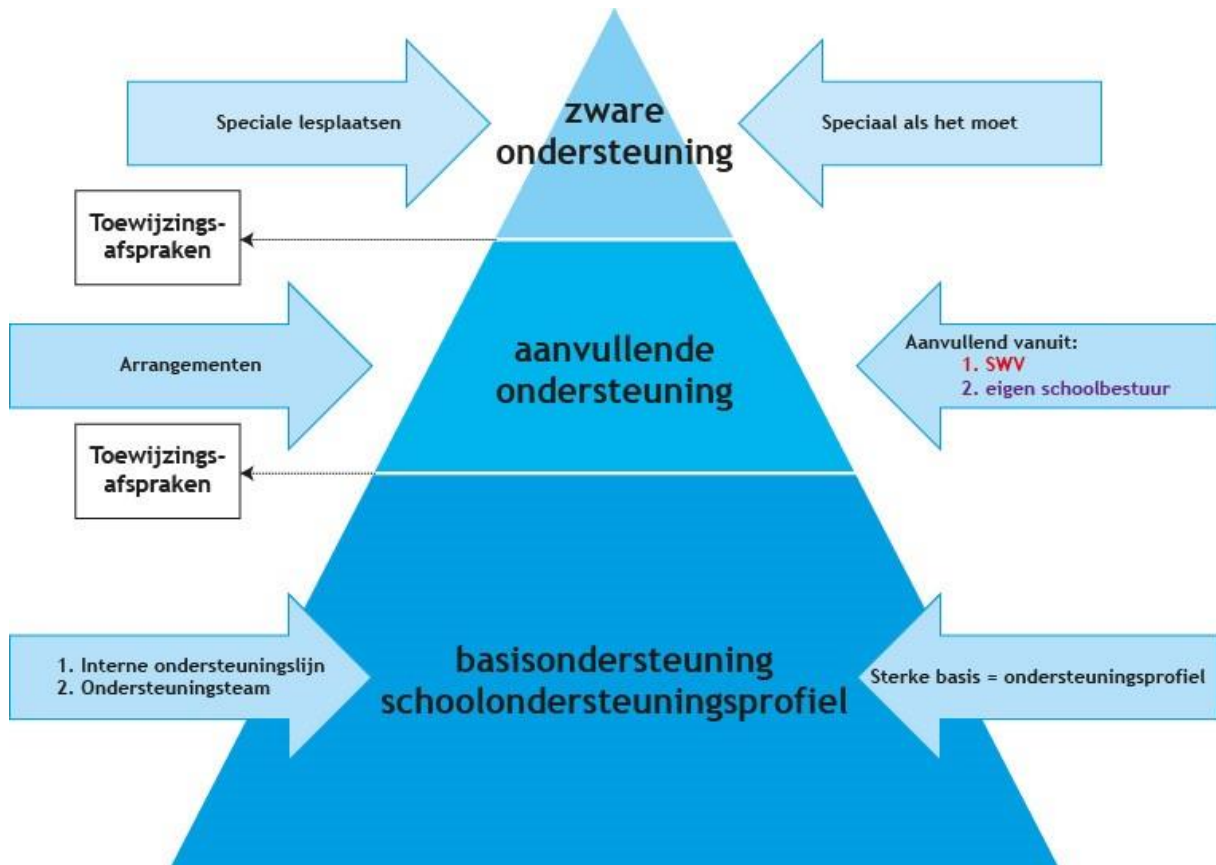 Speciale lesplaatsen
zware
ondersteuning
Speciaal als het moet
Toewijzings-
afspraken
Arrangementen
aanvullende
ondersteuning
Aanvullend vanuit:
1. SWV
2. eigen schoolbestuur
Toewijzings-
afspraken
1. Interne ondersteuningslijn
2. Ondersteuningsteam
basisondersteuning
schoolondersteuningsprofiel
Sterke basis = ondersteuningsprofiel